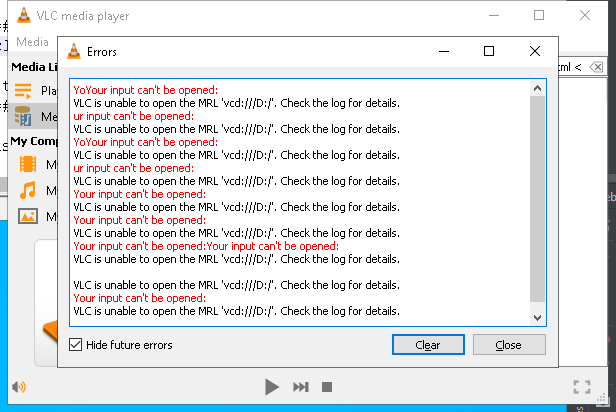 VLC media player
Media
Errors
Media Li
Pla
Me
My Comp
My
My
My
tml <
YoYour input can't be opened:
VLC is unable to open the MRL 'vcd:///D:/'. Check the log for details.
ur input can't be opened:
VLC is unable to open the MRL 'vcd:///D:/'. Check the log for details.
YoYour input can't be opened:
VLC is unable to open the MRL 'vcd:///D:/'. Check the log for details.
ur input can't be opened:
VLC is unable to open the MRL 'vcd:///D:/'. Check the log for details.
Your input can't be opened:
VLC is unable to open the MRL 'vcd:///D:/'. Check the log for details.
Your input can't be opened:
VLC is unable to open the MRL 'vcd:///D:/'. Check the log for details.
Your input can't be opened:Your input can't be opened:
VLC is unable to open the MRL 'vcd:///D:/'. Check the log for details.
VLC is unable to open the MRL 'vcd:///D:/'. Check the log for details.
Your input can't be opened:
VLC is unable to open the MRL 'vcd:///D:/'. Check the log for details.
Hide future errors
Clear
Close